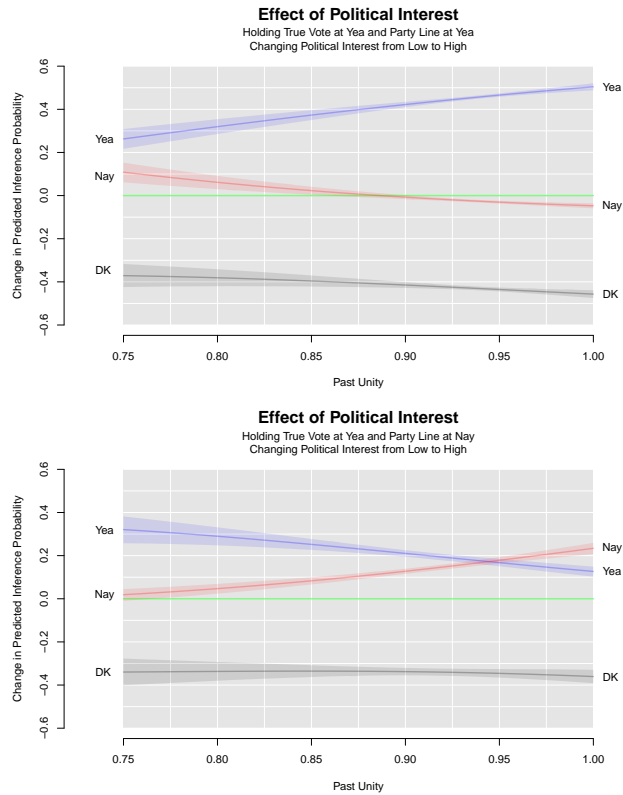 Effect of Political Interest
Holding True Vote at Yea and Party Line at Yea
Changing Political Interest from Low to High
Change in Predicted Inference Probability
0.6
0.4
0.2
0.0
−0.2
−0.4
−0.6
Yea
Nay
DK
Yea
Nay
DK
0.75 0.80 0.85 0.90 0.95 1.00
Past Unity
Effect of Political Interest
Holding True Vote at Yea and Party Line at Nay
Changing Political Interest from Low to High
Change in Predicted Inference Probability
0.6
0.4
0.2
0.0
−0.2
−0.4
−0.6
Yea
Nay
DK
Nay
Yea
DK
0.75 0.80 0.85 0.90 0.95 1.00
Past Unity